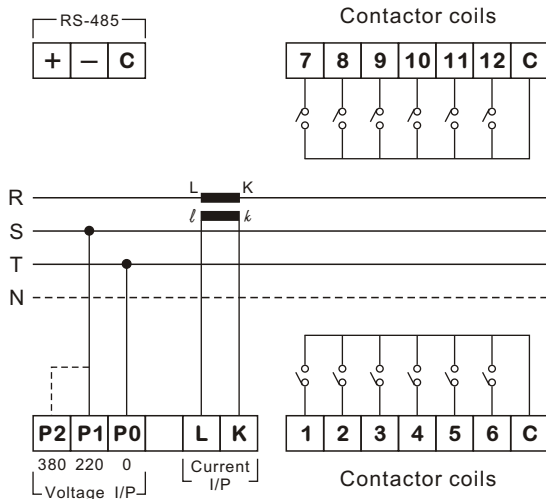 RS-485
+ − C
Contactor coils
7 8 9 10 11 12 C
L K
R
ℓ k
S
T
N
P2 P1 P0 L K
380 220 0
Voltage I/P
Current
I/P
1 2 3 4 5 6 C
Contactor coils